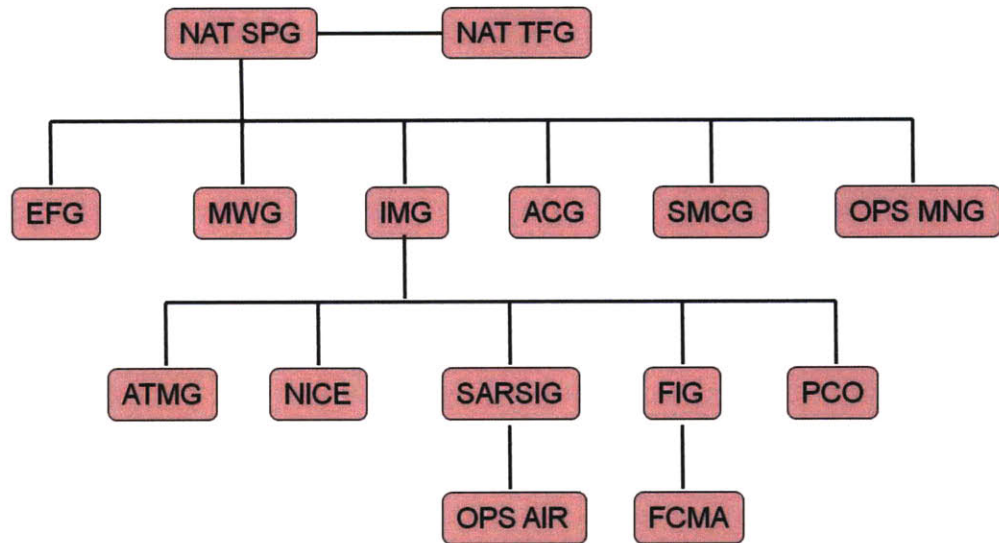 NAT SPG
NAT TFG
EFG
MWG
IMG
ACG
SMCG
OPS MNG
ATMG
NICE
SARSIG
FIG
PCO
OPS AIR
FCMA